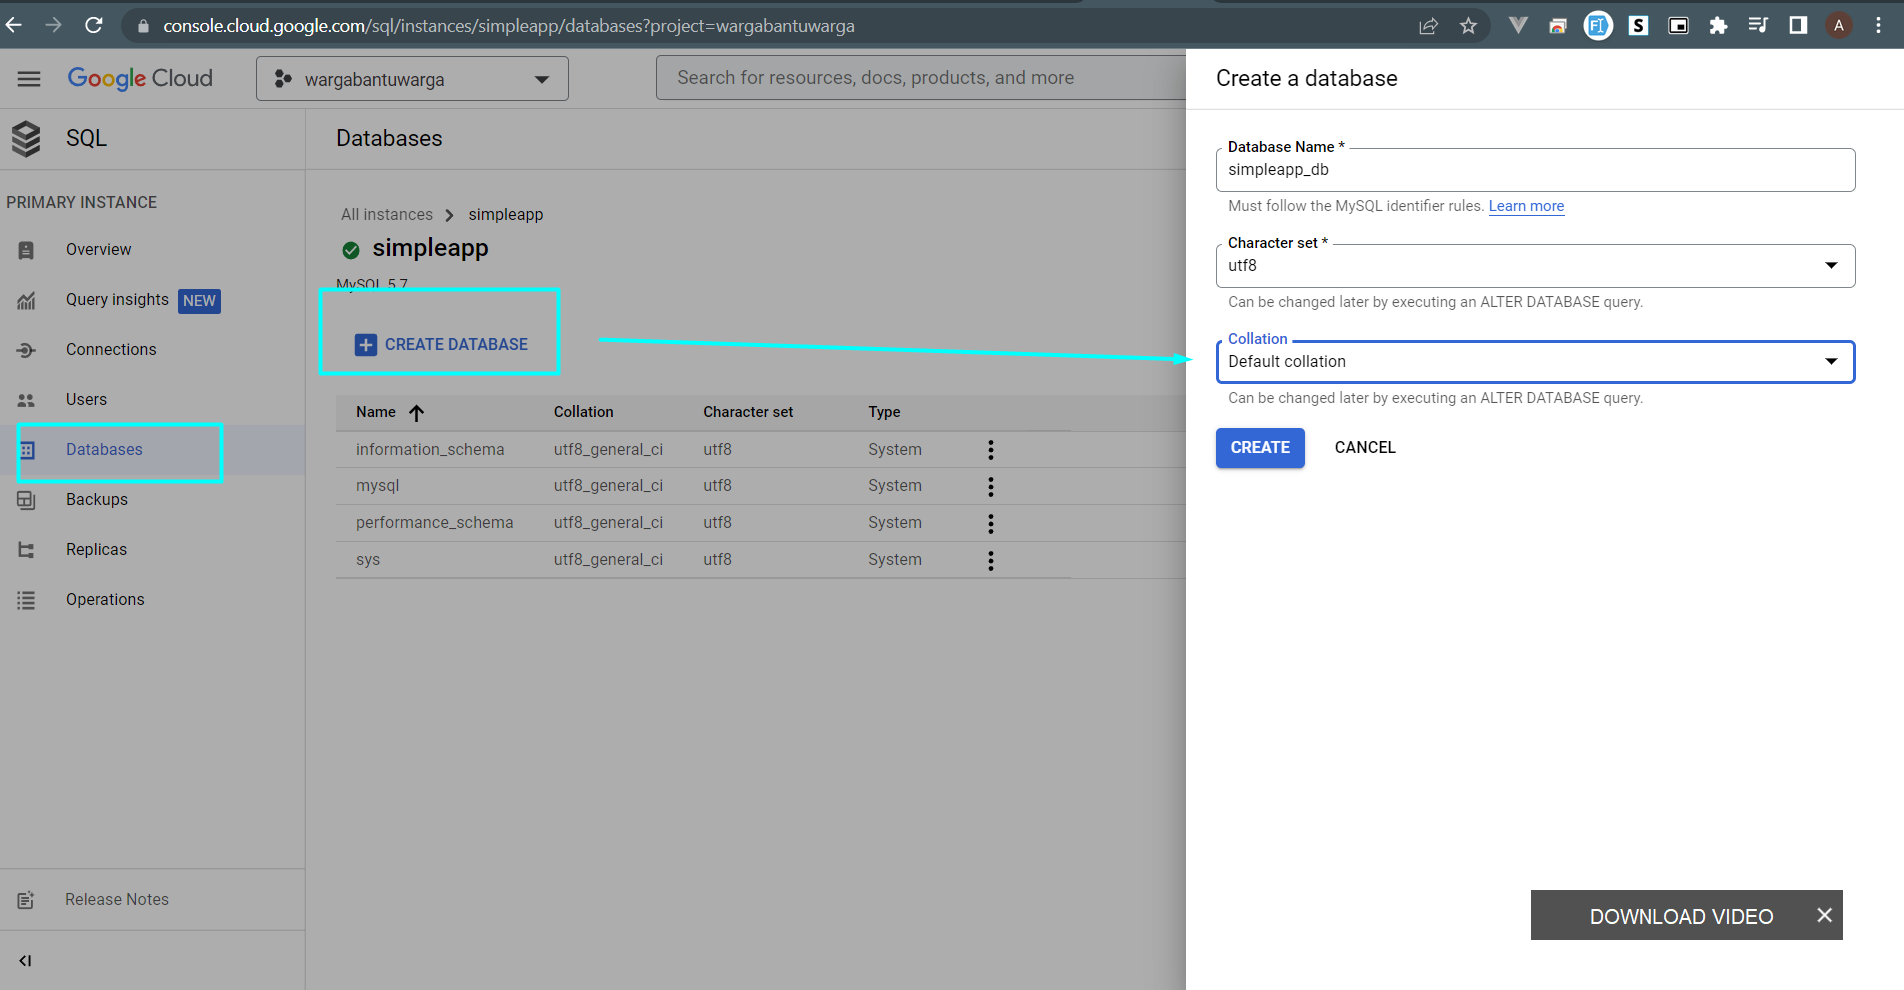 console.cloud.google.com/sql/instances/simpleapp/databases?project=wargabantuwarga
S
A
Google Cloud
wargabantuwarga
Search for resources, docs, products, and more
SQL
PRIMARY INSTANCE
Overview
Query insights NEW
Connections
Users
Databases
Backups
Replicas
Operations
Release Notes
Databases
All instances simpleapp
simpleapp
MySQL 5.7
CREATE DATABASE
Name Collation Character set Type
information_schema utf8_general_ci utf8 System
mysql utf8_general_ci utf8 System
performance_schema utf8_general_ci utf8 System
sys utf8_general_ci utf8 System
Create a database
Database Name *
simpleapp_db
Must follow the MySQL identifier rules. Learn more
Character set *
utf8
Can be changed later by executing an ALTER DATABASE query.
Collation
Default collation
Can be changed later by executing an ALTER DATABASE query.
CREATE CANCEL
DOWNLOAD VIDEO